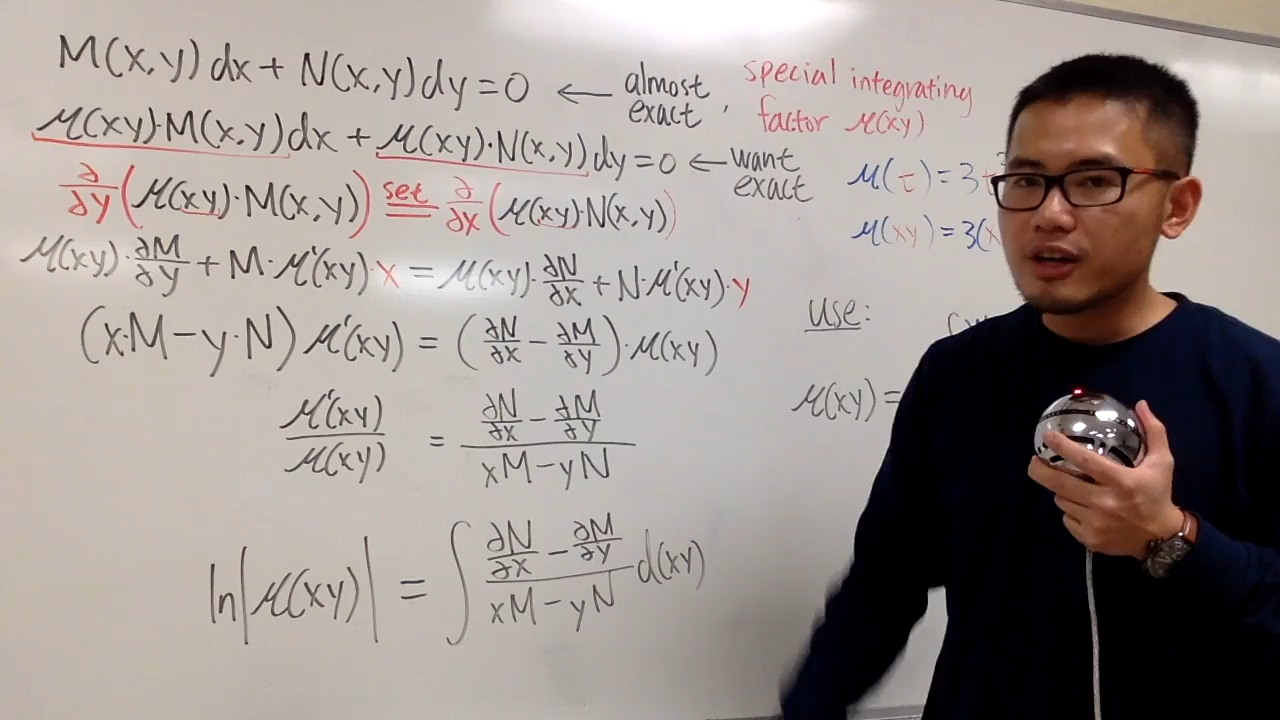 M(x,y)dx + N(x,y)dy = 0 ← almost exact, special integrating factor μ(xy)
μ(xy)·M(x,y)dx + μ(xy)·N(x,y)dy = 0 ← want exact
∂/∂y(μ(xy)·M(x,y)) set = ∂/∂x(μ(xy)·N(x,y))
μ(xy)·∂M/∂y + M·μ'(xy)·x = μ(xy)·∂N/∂x + N·μ'(xy)·y
(x·M − y·N) μ'(xy) = (∂N/∂x − ∂M/∂y)·μ(xy)
μ'(xy)/μ(xy) = (∂N/∂x − ∂M/∂y)/(xM − yN)
ln|μ(xy)| = ∫ (∂N/∂x − ∂M/∂y)/(xM − yN) d(xy)
μ(t) = 3t
μ(xy) = 3(x
use:
μ(xy) =